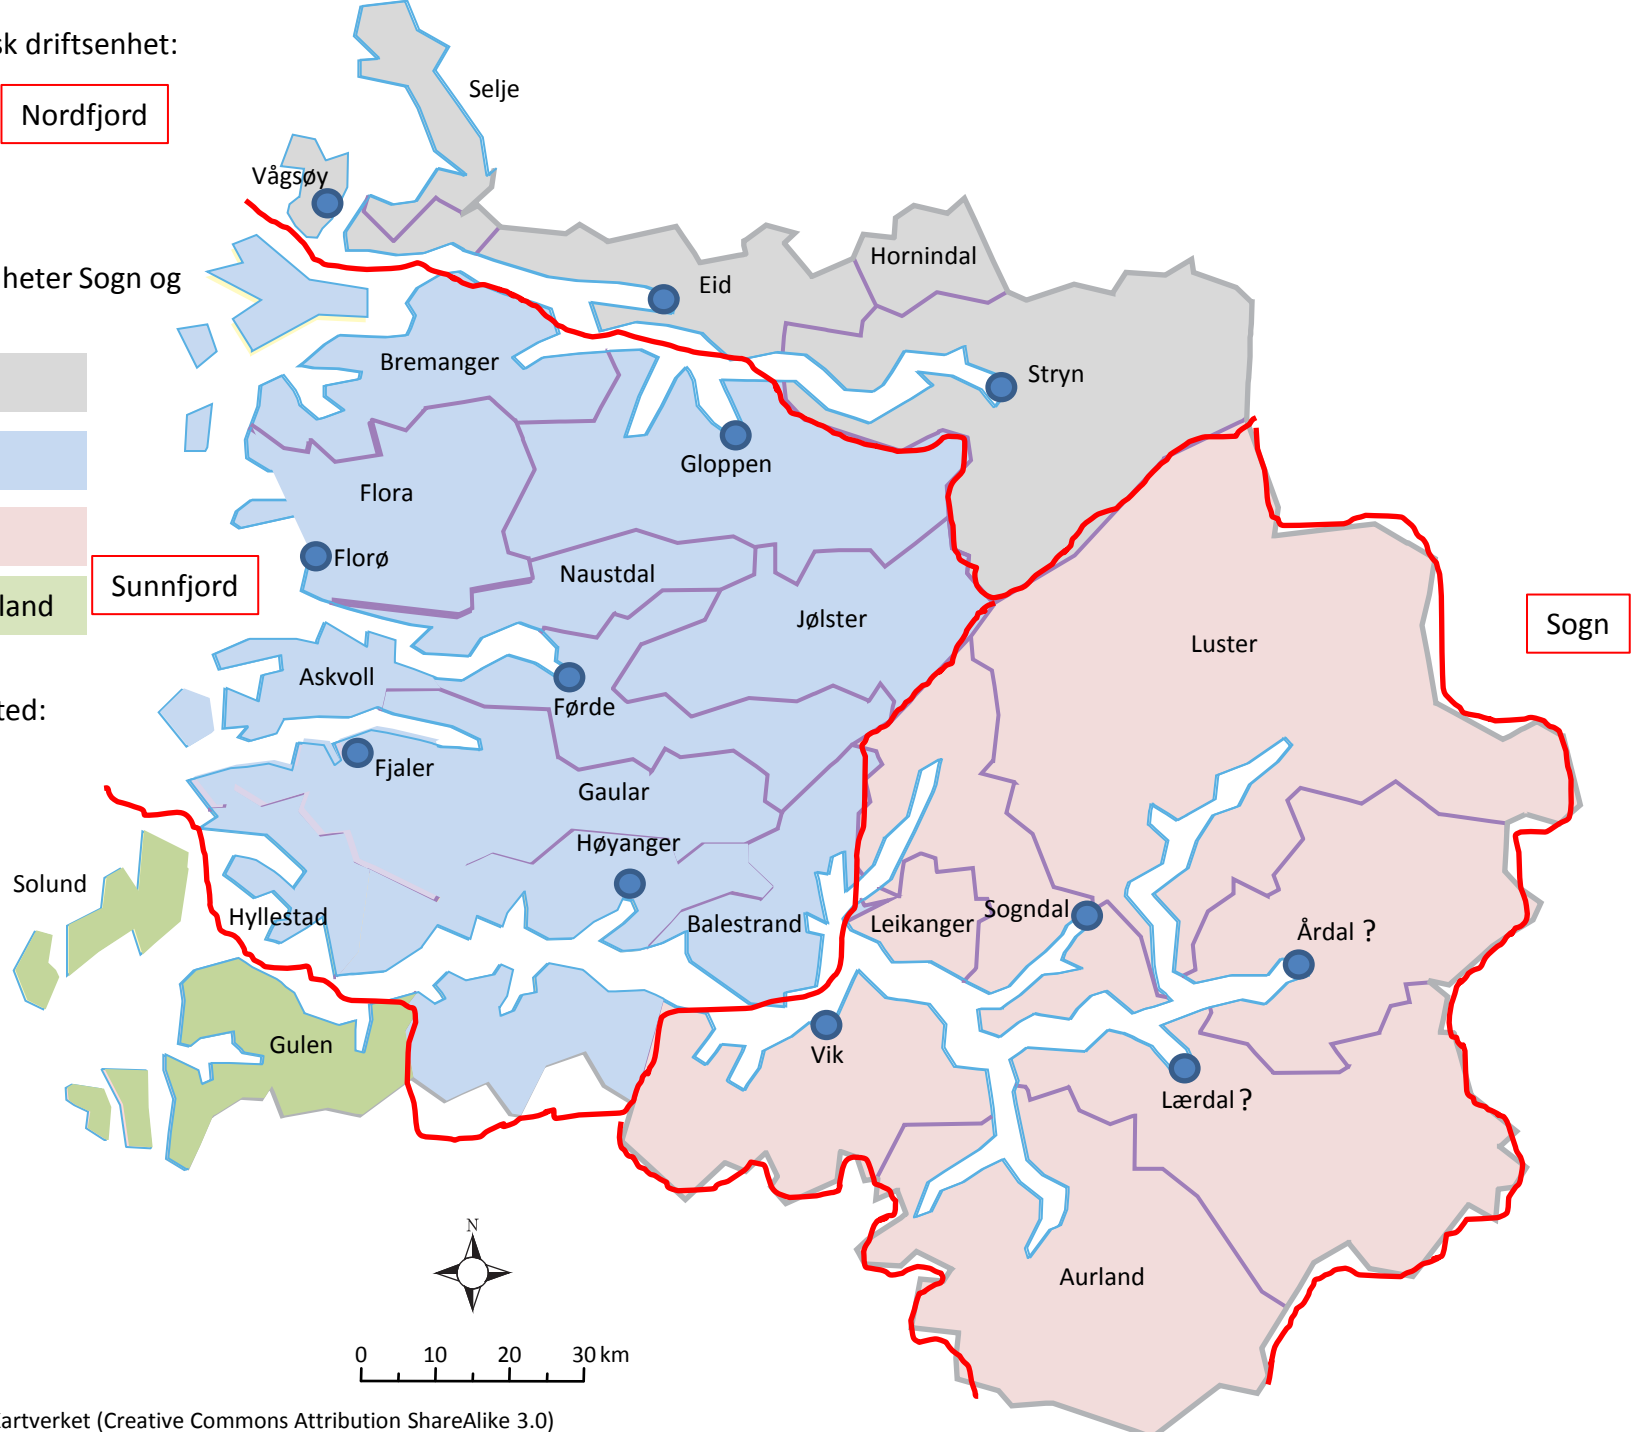 sk driftsenhet:
Nordfjord
Selje
Vågsøy
Hornindal
Eid
heter Sogn og
Bremanger
Stryn
Gloppen
Flora
Florø
Naustdal
Sunnfjord
land
Jølster
Sogn
Luster
Askvoll
Førde
ted:
Fjaler
Gaular
Høyanger
Solund
Hyllestad
Balestrand
Leikanger
Sogndal
Årdal ?
Gulen
Vik
Lærdal ?
N
Aurland
0 10 20 30 km
artverket (Creative Commons Attribution ShareAlike 3.0)